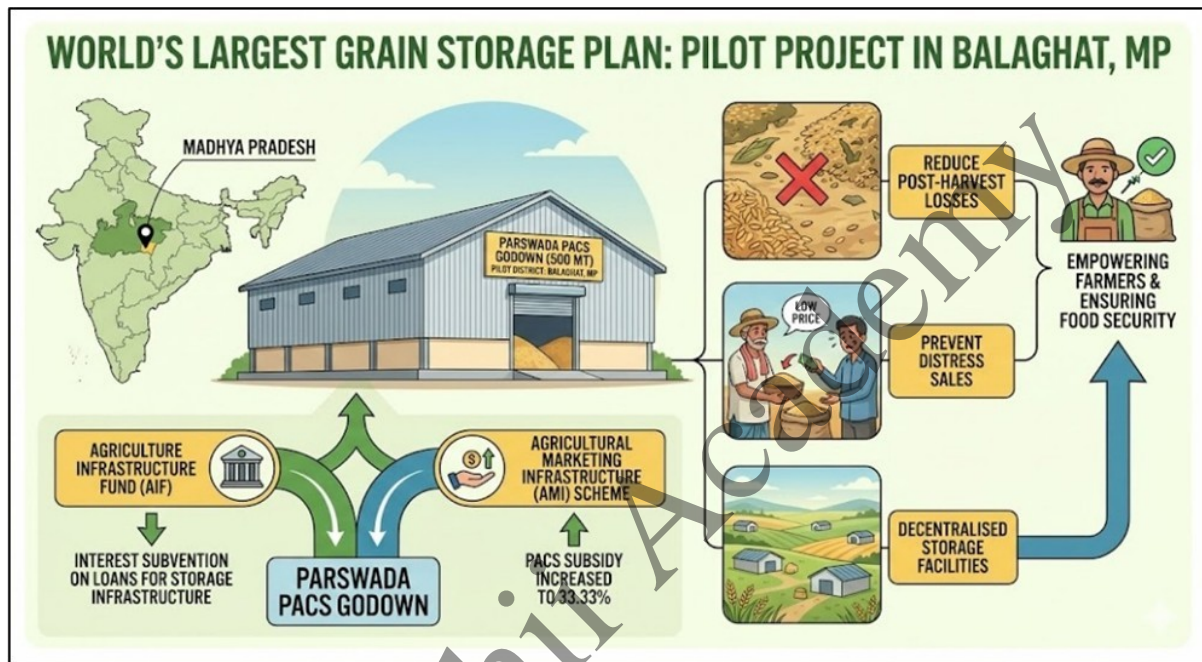 WORLD'S LARGEST GRAIN STORAGE PLAN: PILOT PROJECT IN BALAGHAT, MP
MADHYA PRADESH
PARSWADA PACS
GODOWN (500 MT)
PILOT DISTRICT: BALAGHAT, MP
REDUCE
POST-HARVEST
LOSSES
EMPOWERING
FARMERS &
ENSURING
FOOD SECURITY
LOW
PRICE
PREVENT
DISTRESS
SALES
AGRICULTURE
INFRASTRUCTURE
FUND (AIF)
AGRICULTURAL
MARKETING
INFRASTRUCTURE
(AMI) SCHEME
INTEREST SUBVENTION
ON LOANS FOR STORAGE
INFRASTRUCTURE
PARSWADA
PACS GODOWN
PACS SUBSIDY
INCREASED
TO 33.33%
DECENTRALISED
STORAGE
FACILITIES
Academy